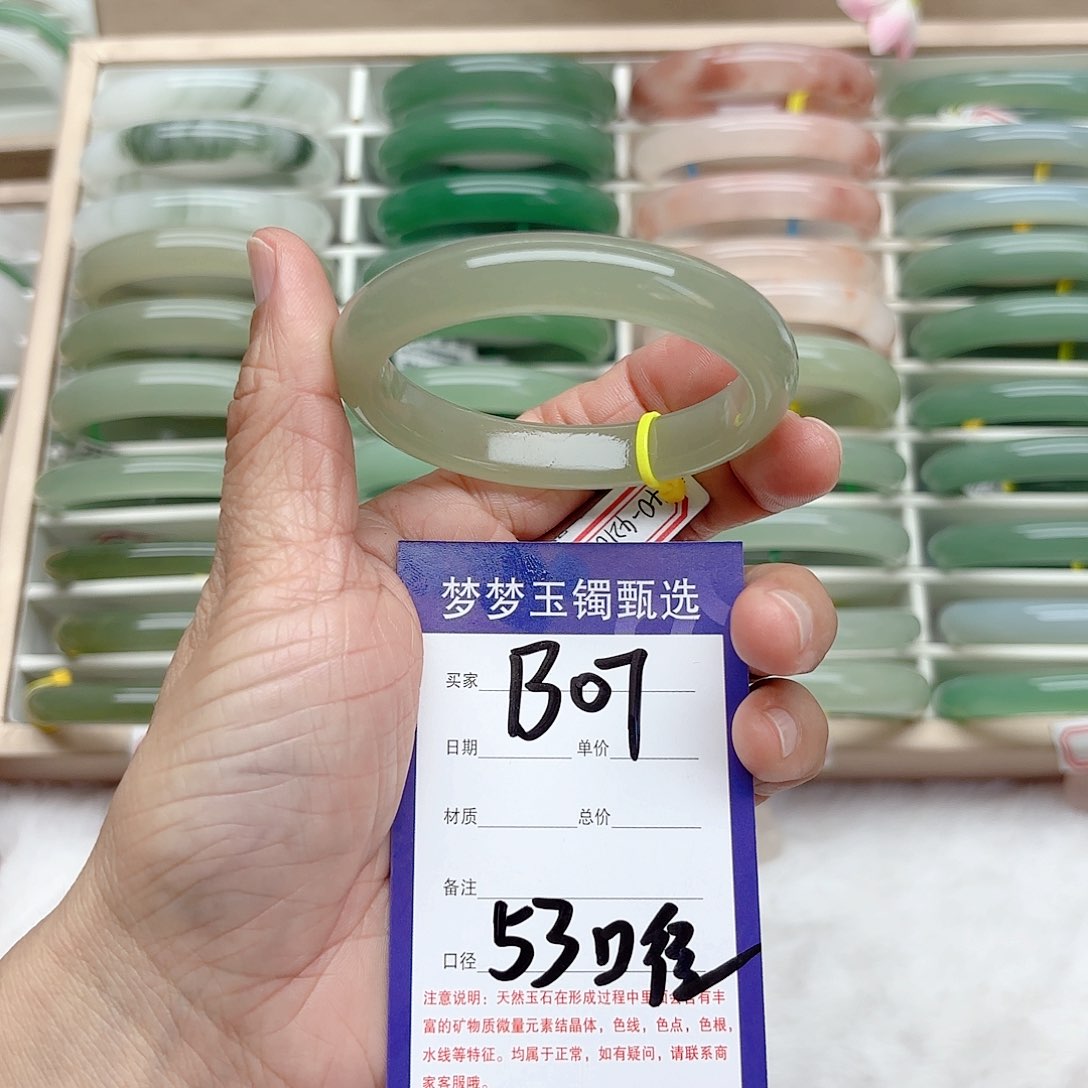 梦梦玉镯甄选
买家 B07
日期 单价
材质 总价
备注
口径 53口径
注意说明：天然玉石在形成过程中里面会含有丰
富的矿物质微量元素结晶体，色线，色点，色根，
水线等特征。均属于正常，如有疑问，请联系商
家客服哦。